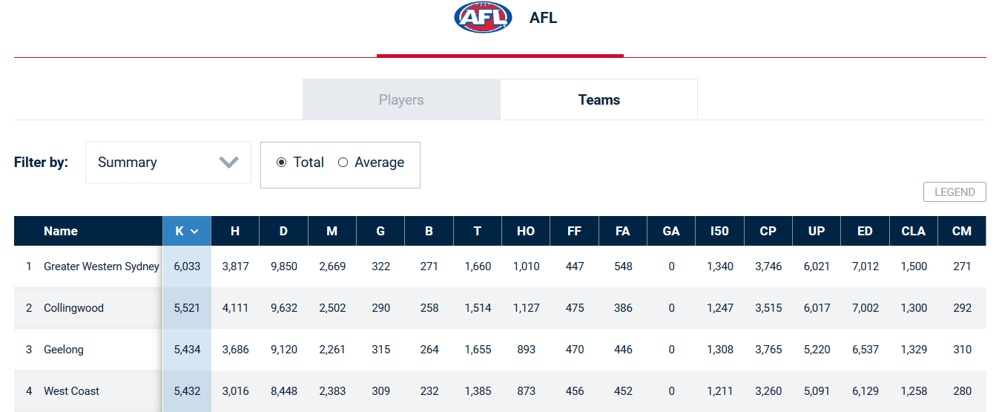 AFL AFL
Players Teams
Filter by: Summary Total Average
LEGEND
Name K H D M G B T HO FF FA GA I50 CP UP ED CLA CM
1 Greater Western Sydney 6,033 3,817 9,850 2,669 322 271 1,660 1,010 447 548 0 1,340 3,746 6,021 7,012 1,500 271
2 Collingwood 5,521 4,111 9,632 2,502 290 258 1,514 1,127 475 386 0 1,247 3,515 6,017 7,002 1,300 292
3 Geelong 5,434 3,686 9,120 2,261 315 264 1,655 893 470 446 0 1,308 3,765 5,220 6,537 1,329 310
4 West Coast 5,432 3,016 8,448 2,383 309 232 1,385 873 456 452 0 1,211 3,260 5,091 6,129 1,258 280